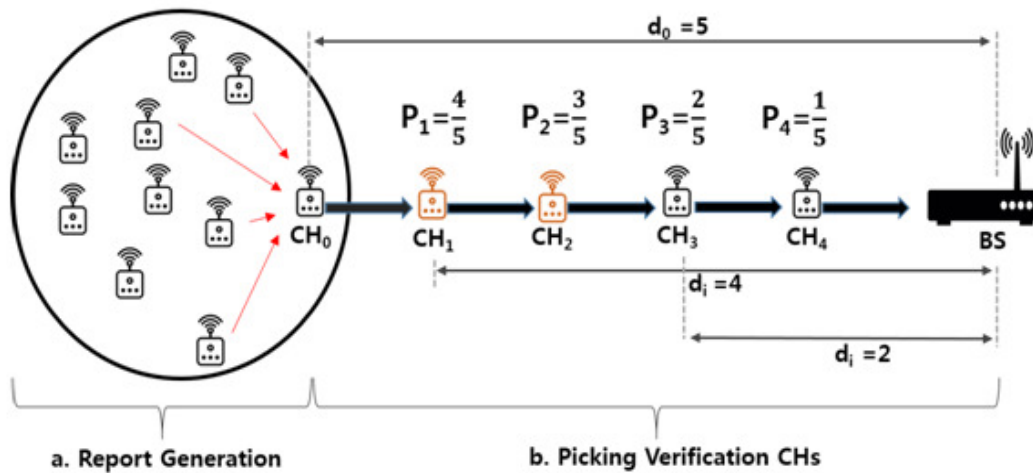 d₀ =5
P₁=4/5
P₂=3/5
P₃=2/5
P₄=1/5
CH₀
CH₁
CH₂
CH₃
CH₄
BS
dᵢ =4
dᵢ =2
a. Report Generation
b. Picking Verification CHs